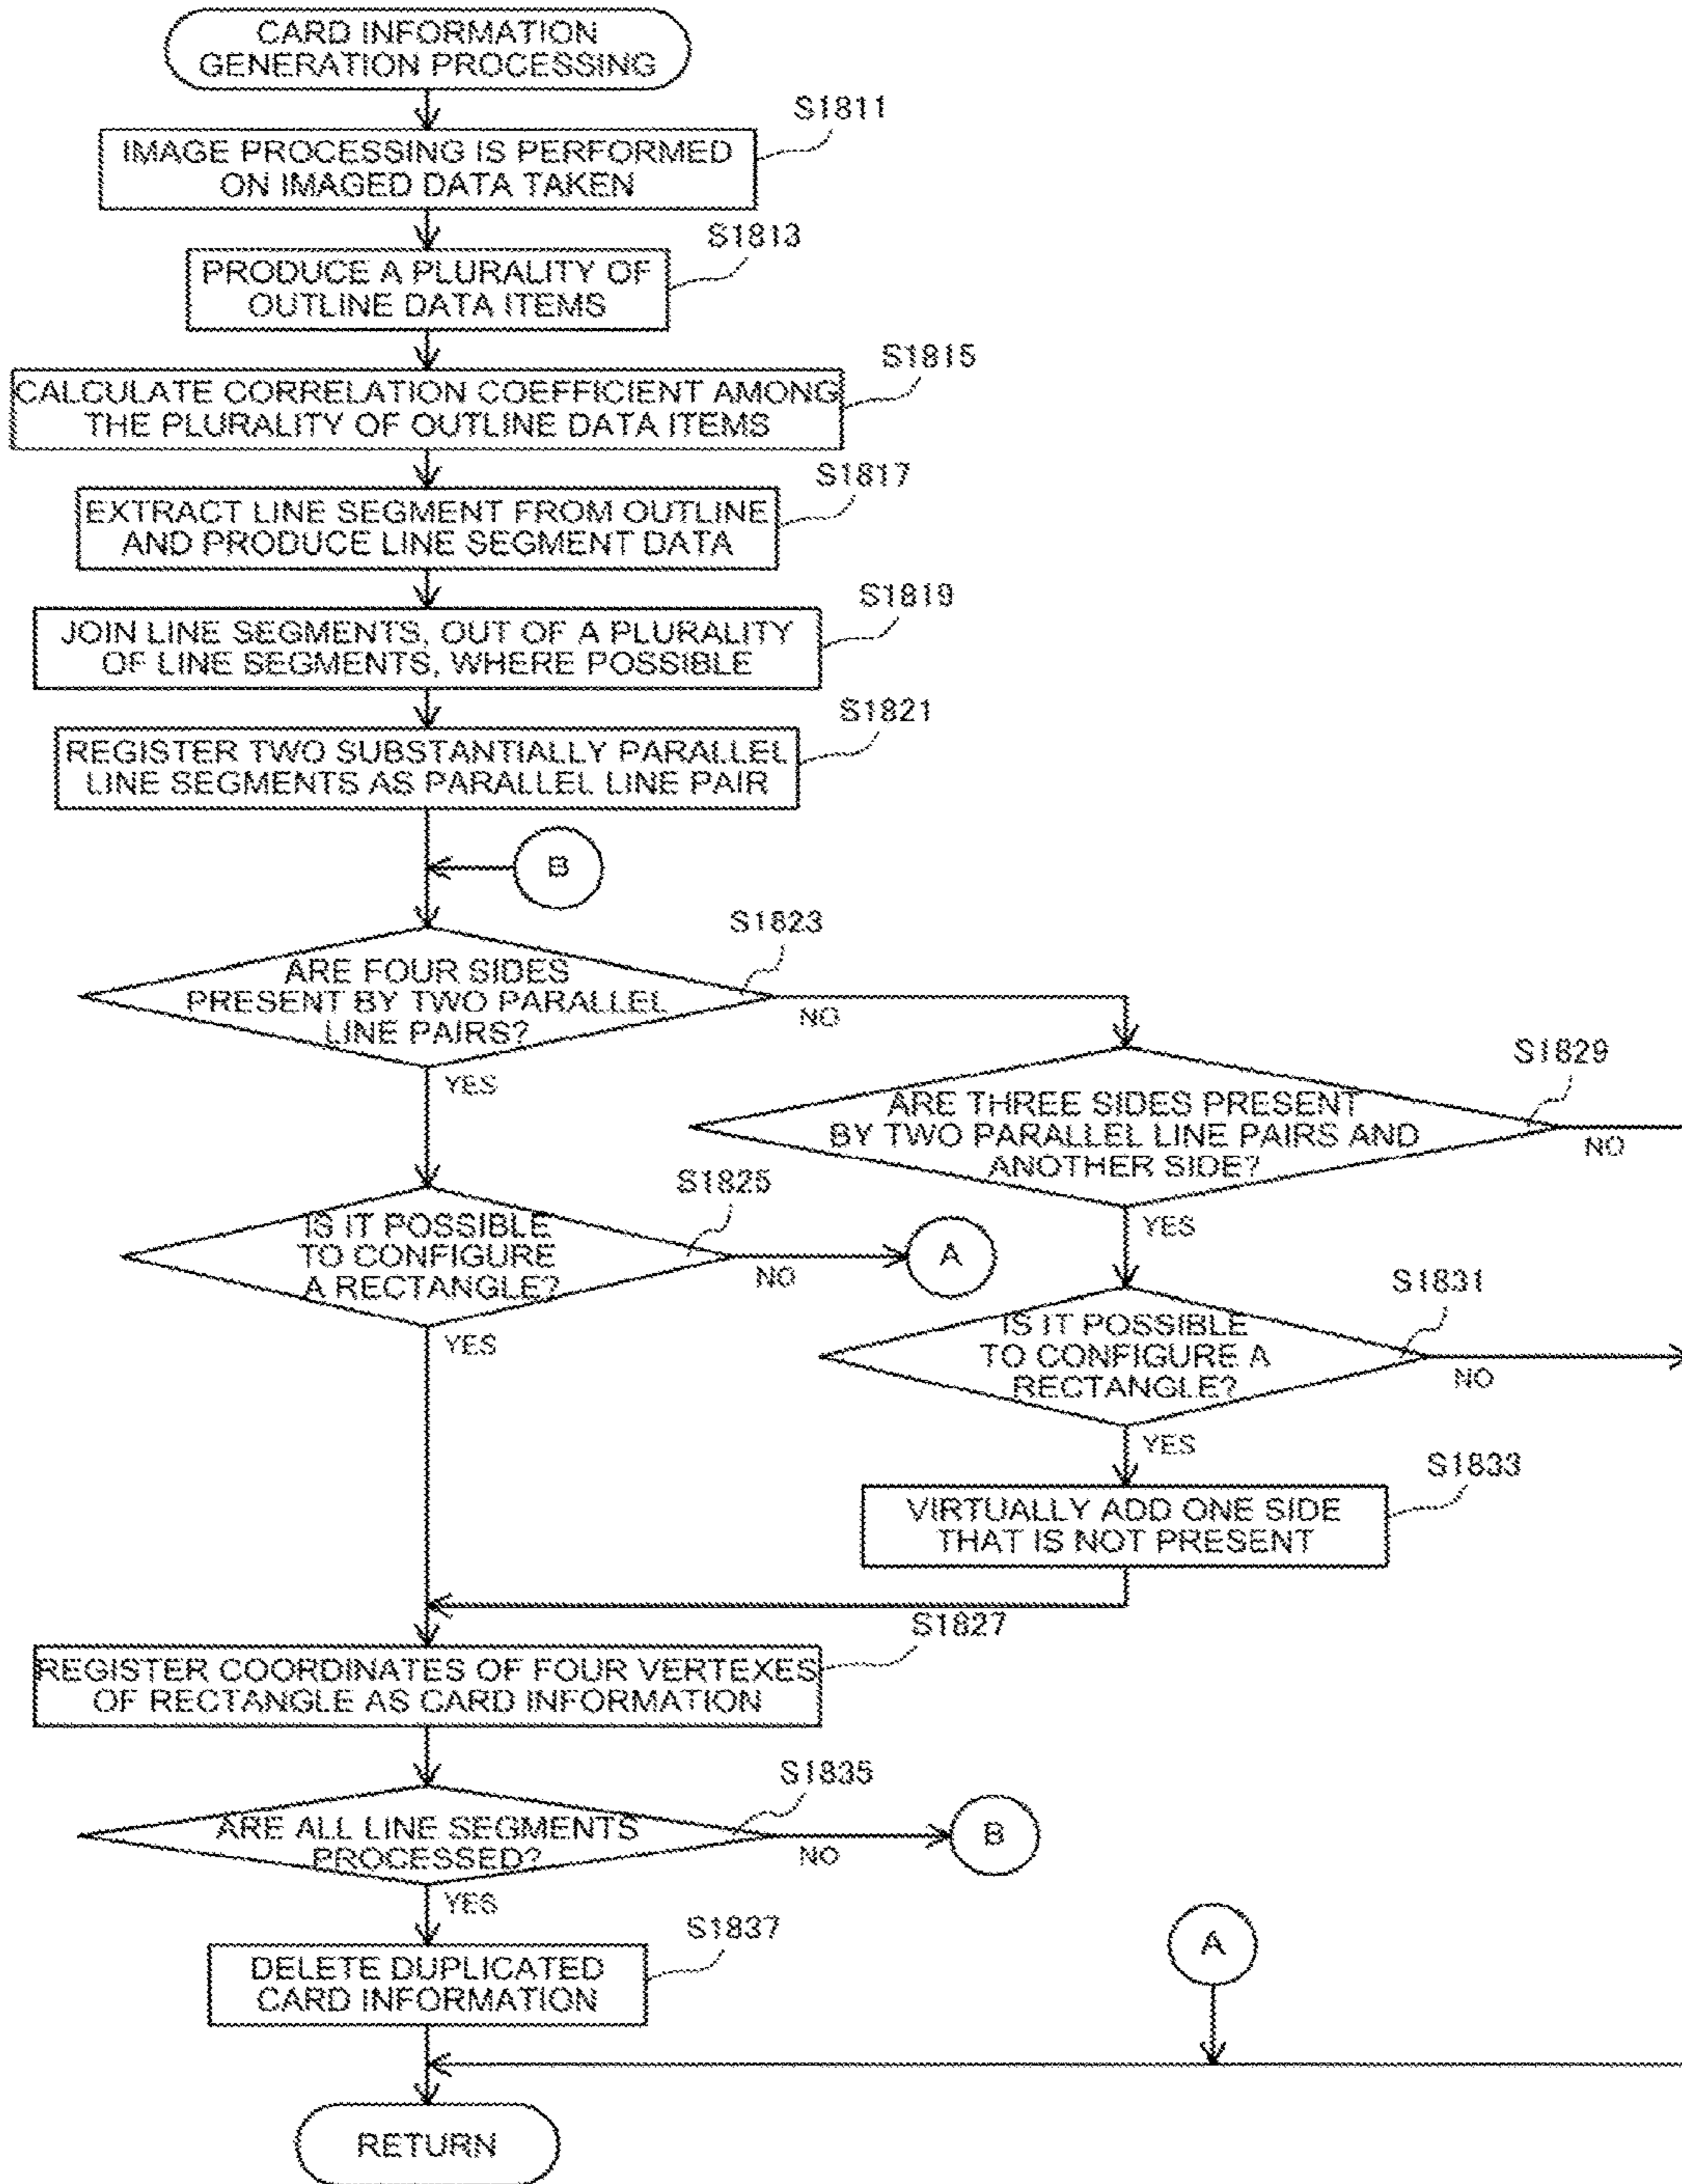 CARD INFORMATION
GENERATION PROCESSING
S1811
IMAGE PROCESSING IS PERFORMED
ON IMAGED DATA TAKEN
S1813
PRODUCE A PLURALITY OF
OUTLINE DATA ITEMS
S1815
CALCULATE CORRELATION COEFFICIENT AMONG
THE PLURALITY OF OUTLINE DATA ITEMS
S1817
EXTRACT LINE SEGMENT FROM OUTLINE
AND PRODUCE LINE SEGMENT DATA
S1819
JOIN LINE SEGMENTS, OUT OF A PLURALITY
OF LINE SEGMENTS, WHERE POSSIBLE
S1821
REGISTER TWO SUBSTANTIALLY PARALLEL
LINE SEGMENTS AS PARALLEL LINE PAIR
B
S1823
ARE FOUR SIDES
PRESENT BY TWO PARALLEL
LINE PAIRS?
NO
YES
S1829
ARE THREE SIDES PRESENT
BY TWO PARALLEL LINE PAIRS AND
ANOTHER SIDE?
NO
YES
S1825
IS IT POSSIBLE
TO CONFIGURE
A RECTANGLE?
NO
A
YES
S1831
IS IT POSSIBLE
TO CONFIGURE A
RECTANGLE?
NO
YES
S1833
VIRTUALLY ADD ONE SIDE
THAT IS NOT PRESENT
S1827
REGISTER COORDINATES OF FOUR VERTEXES
OF RECTANGLE AS CARD INFORMATION
S1835
ARE ALL LINE SEGMENTS
PROCESSED?
NO
B
YES
S1837
DELETE DUPLICATED
CARD INFORMATION
A
RETURN